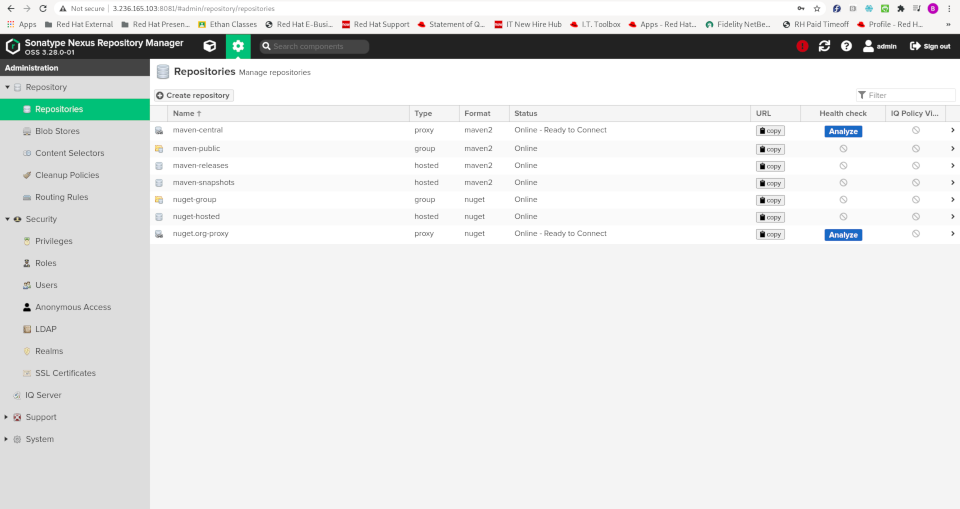 Not secure | 3.236.165.103:8081/#admin/repository/repositories
Apps Red Hat External Red Hat Presen... Ethan Classes Red Hat E-Busi... Red Hat Support Statement of Q... IT New Hire Hub I.T. Toolbox Apps - Red Hat... Fidelity NetBe... RH Paid Timeoff Profile - Red H... »
Sonatype Nexus Repository Manager
OSS 3.28.0-01
Search components
admin Sign out
Administration
Repository
Repositories
Blob Stores
Content Selectors
Cleanup Policies
Routing Rules
Security
Privileges
Roles
Users
Anonymous Access
LDAP
Realms
SSL Certificates
IQ Server
Support
System
Repositories Manage repositories
Create repository Filter
Name ↑ Type Format Status URL Health check IQ Policy Vi...
maven-central proxy maven2 Online - Ready to Connect copy Analyze
maven-public group maven2 Online copy
maven-releases hosted maven2 Online copy
maven-snapshots hosted maven2 Online copy
nuget-group group nuget Online copy
nuget-hosted hosted nuget Online copy
nuget.org-proxy proxy nuget Online - Ready to Connect copy Analyze